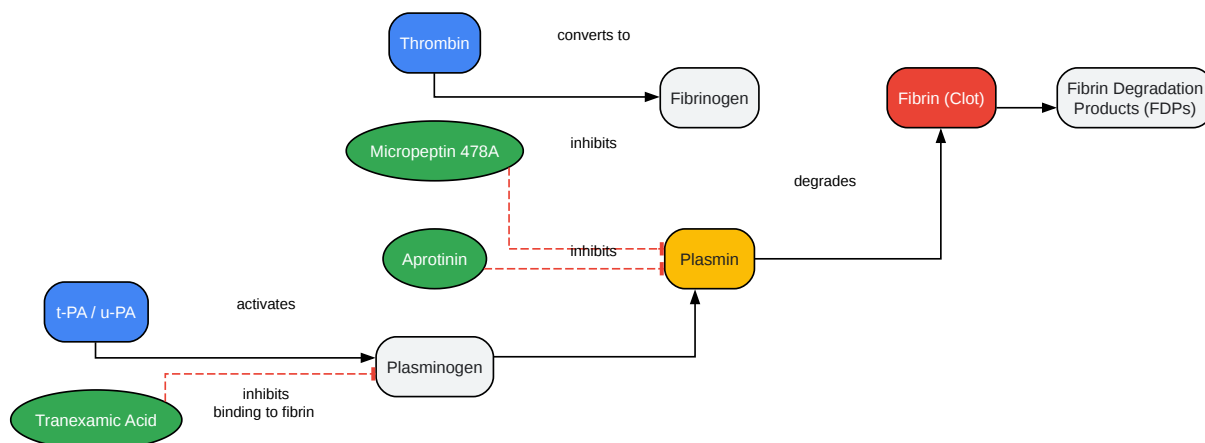 Thrombin
converts to
Fibrinogen
Fibrin (Clot)
Fibrin Degradation
Products (FDPs)
Micropeptin 478A
inhibits
degrades
Aprotinin
inhibits
Plasmin
t-PA / u-PA
activates
Plasminogen
Tranexamic Acid
inhibits
binding to fibrin